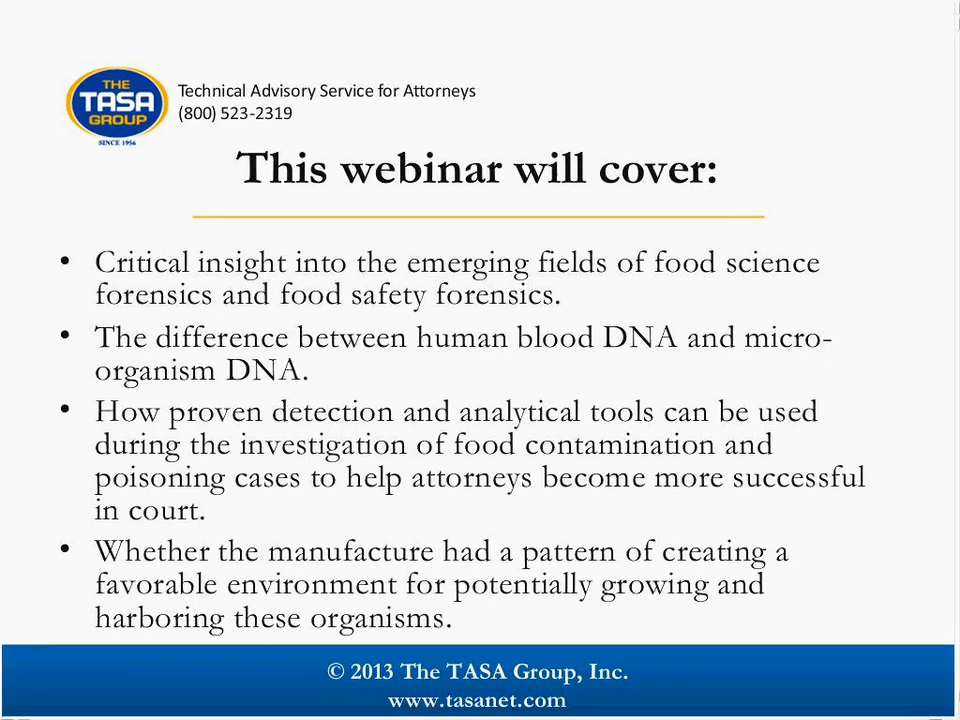 THE
TASA
GROUP
SINCE 1956
Technical Advisory Service for Attorneys
(800) 523-2319
This webinar will cover:
• Critical insight into the emerging fields of food science
forensics and food safety forensics.
• The difference between human blood DNA and micro-
organism DNA.
• How proven detection and analytical tools can be used
during the investigation of food contamination and
poisoning cases to help attorneys become more successful
in court.
• Whether the manufacture had a pattern of creating a
favorable environment for potentially growing and
harboring these organisms.
© 2013 The TASA Group, Inc.
www.tasanet.com